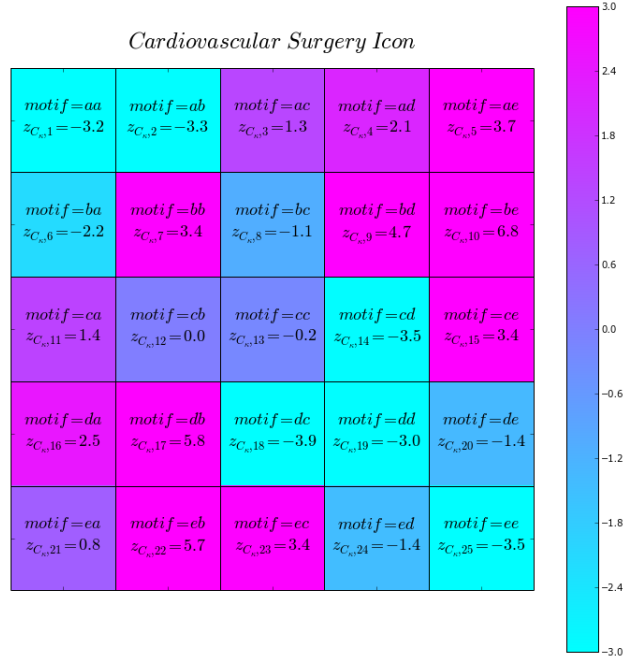 Cardiovascular Surgery Icon
motif=aa motif=ab motif=ac motif=ad motif=ae
z_{C_κ,1}=−3.2 z_{C_κ,2}=−3.3 z_{C_κ,3}=1.3 z_{C_κ,4}=2.1 z_{C_κ,5}=3.7
motif=ba motif=bb motif=bc motif=bd motif=be
z_{C_κ,6}=−2.2 z_{C_κ,7}=3.4 z_{C_κ,8}=−1.1 z_{C_κ,9}=4.7 z_{C_κ,10}=6.8
motif=ca motif=cb motif=cc motif=cd motif=ce
z_{C_κ,11}=1.4 z_{C_κ,12}=0.0 z_{C_κ,13}=−0.2 z_{C_κ,14}=−3.5 z_{C_κ,15}=3.4
motif=da motif=db motif=dc motif=dd motif=de
z_{C_κ,16}=2.5 z_{C_κ,17}=5.8 z_{C_κ,18}=−3.9 z_{C_κ,19}=−3.0 z_{C_κ,20}=−1.4
motif=ea motif=eb motif=ec motif=ed motif=ee
z_{C_κ,21}=0.8 z_{C_κ,22}=5.7 z_{C_κ,23}=3.4 z_{C_κ,24}=−1.4 z_{C_κ,25}=−3.5
3.0
2.4
1.8
1.2
0.6
0.0
−0.6
−1.2
−1.8
−2.4
−3.0